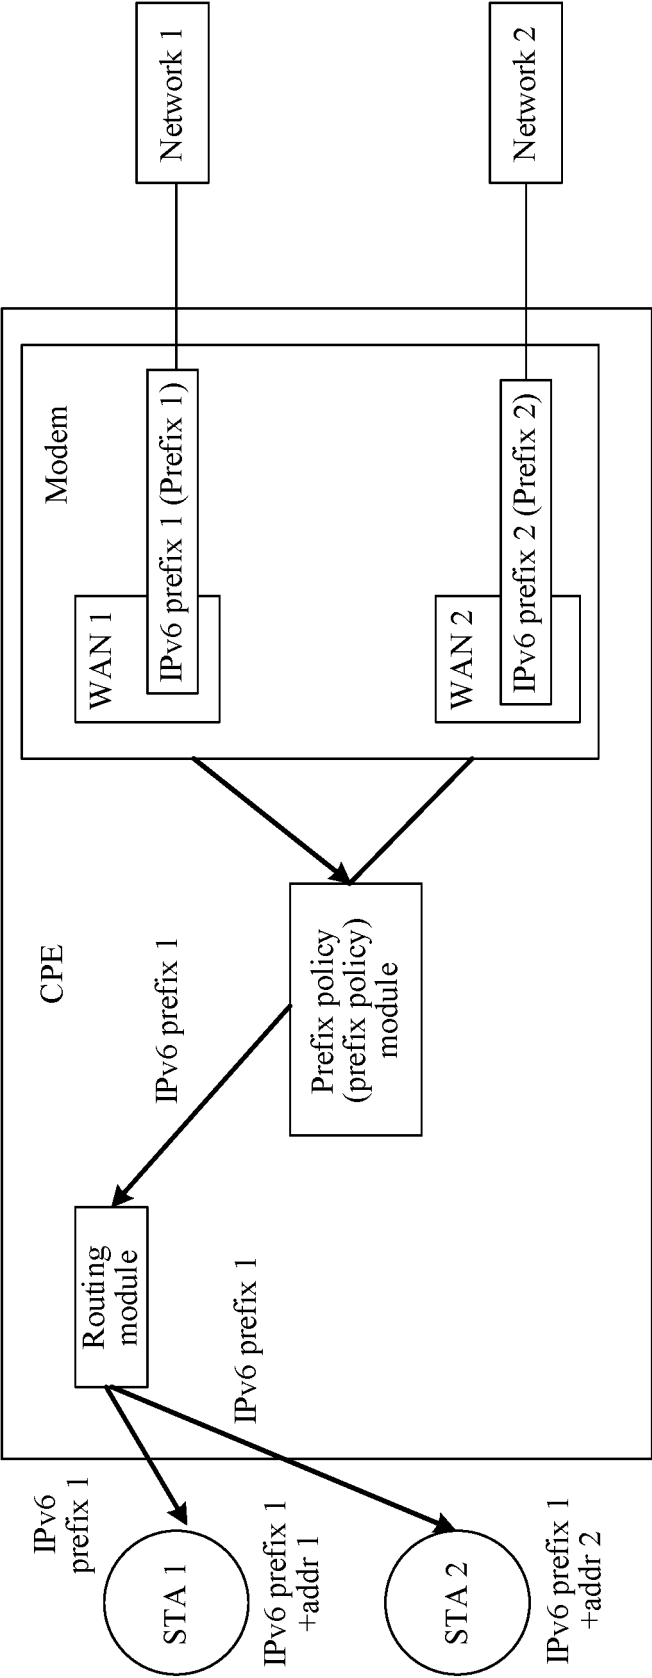 CPE
Modem
IPv6
prefix 1
STA 1
IPv6 prefix 1
+addr 1
Routing
module
IPv6 prefix 1
IPv6 prefix 1
STA 2
IPv6 prefix 1
+addr 2
Prefix policy
(prefix policy)
module
WAN 1
IPv6 prefix 1 (Prefix 1)
Network 1
WAN 2
IPv6 prefix 2 (Prefix 2)
Network 2